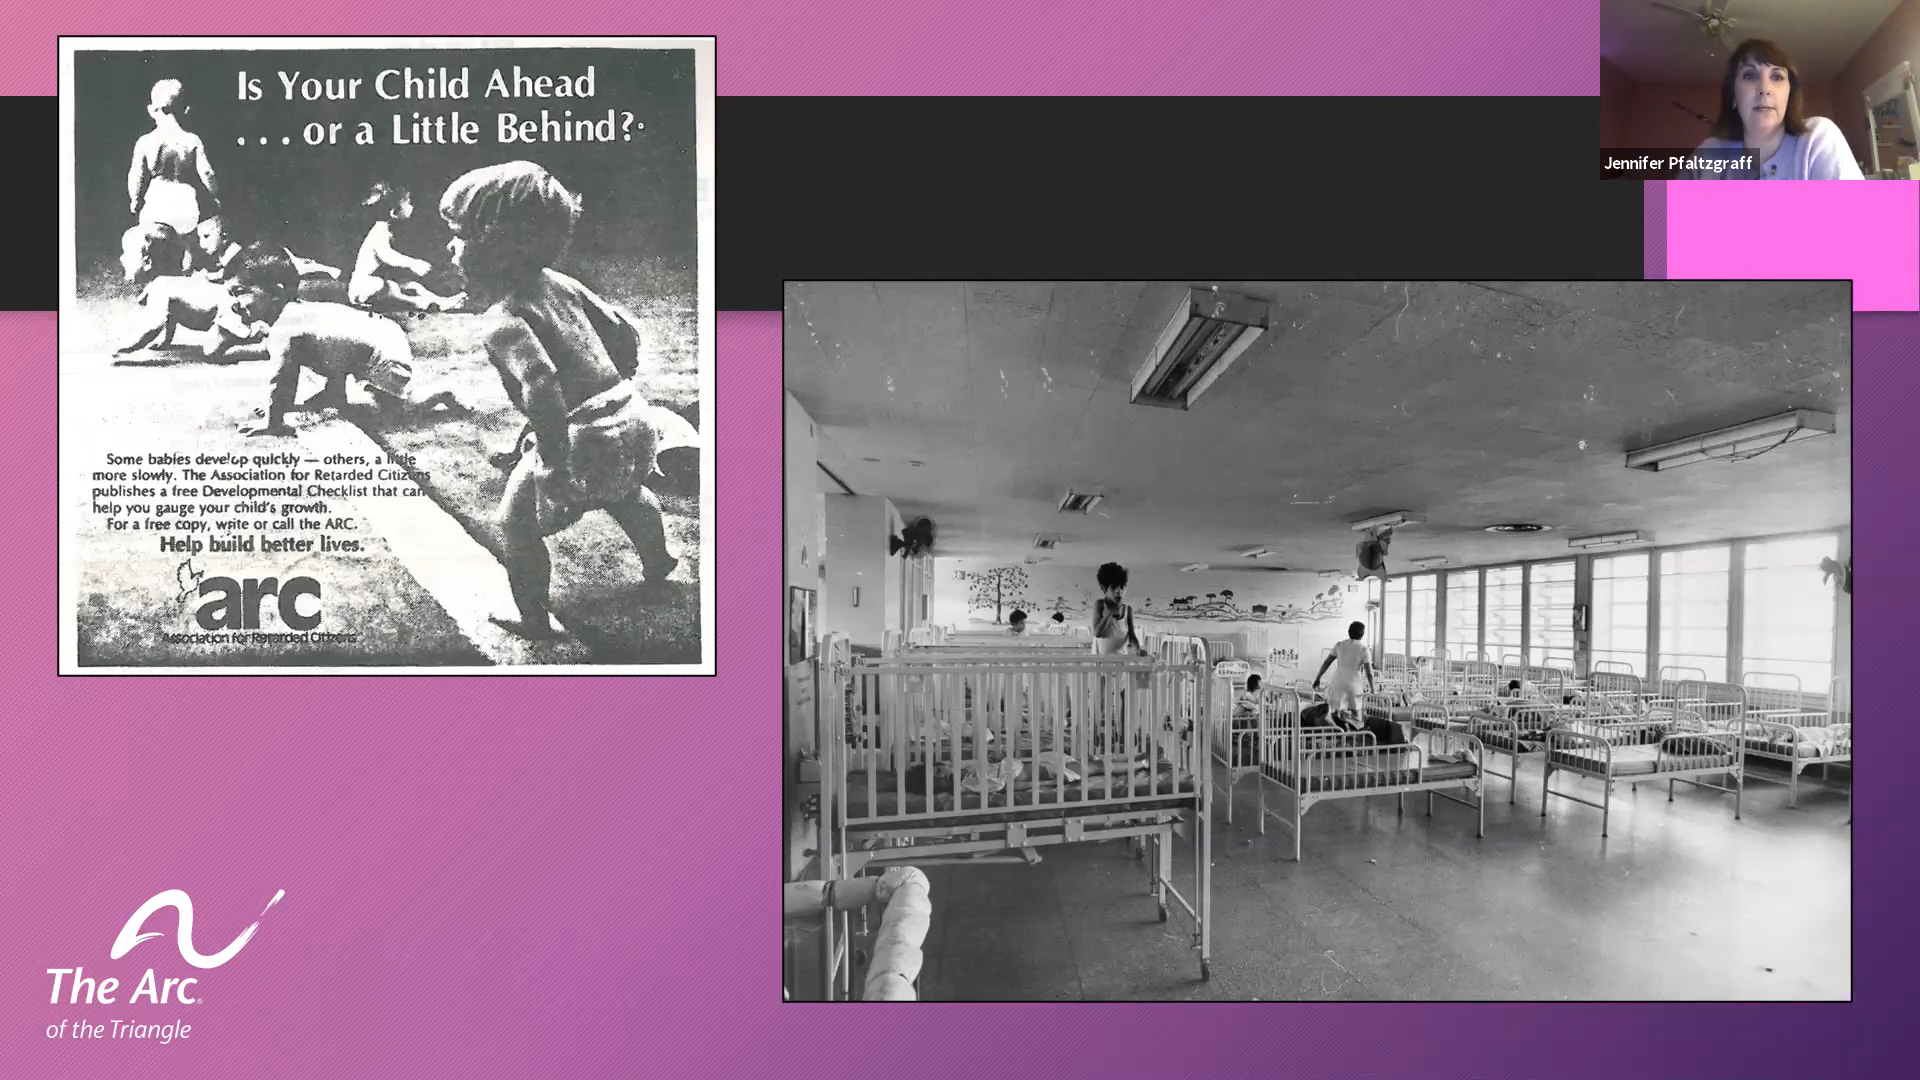 Is Your Child Ahead
. . . or a Little Behind?
Some babies develop quickly — others, a little
more slowly. The Association for Retarded Citizens
publishes a free Developmental Checklist that can
help you gauge your child's growth.
For a free copy, write or call the ARC.
Help build better lives.
arc
Association for Retarded Citizens
Jennifer Pfaltzgraff
The Arc®
of the Triangle